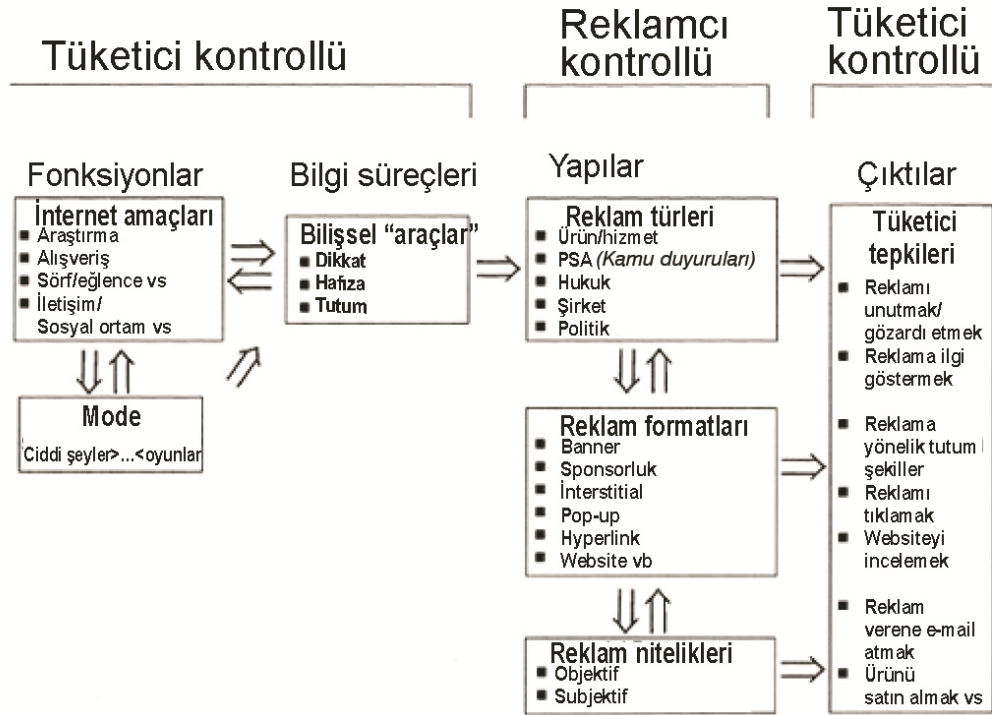 Tüketici kontrollü
Reklamcı
kontrollü
Tüketici
kontrollü
Fonksiyonlar
İnternet amaçları
Araştırma
Alışveriş
Sörf/eğlence vs
İletişim/
Sosyal ortam vs
Mode
Ciddi şeyler>...<oyunlar
Bilgi süreçleri
Bilişsel “araçlar”
Dikkat
Hafıza
Tutum
Yapılar
Reklam türleri
Ürün/hizmet
PSA (Kamu duyuruları)
Hukuk
Şirket
Politik
Reklam formatları
Banner
Sponsorluk
İnterstitial
Pop-up
Hyperlink
Website vb
Reklam nitelikleri
Objektif
Subjektif
Çıktılar
Tüketici
tepkileri
Reklamı
unutmak/
gözardı etmek
Reklama ilgi
göstermek
Reklama
yönelik tutum
şekiller
Reklamı
tıklamak
Websiteyi
incelemek
Reklam
verene e-mail
atmak
Ürünü
satın almak vs